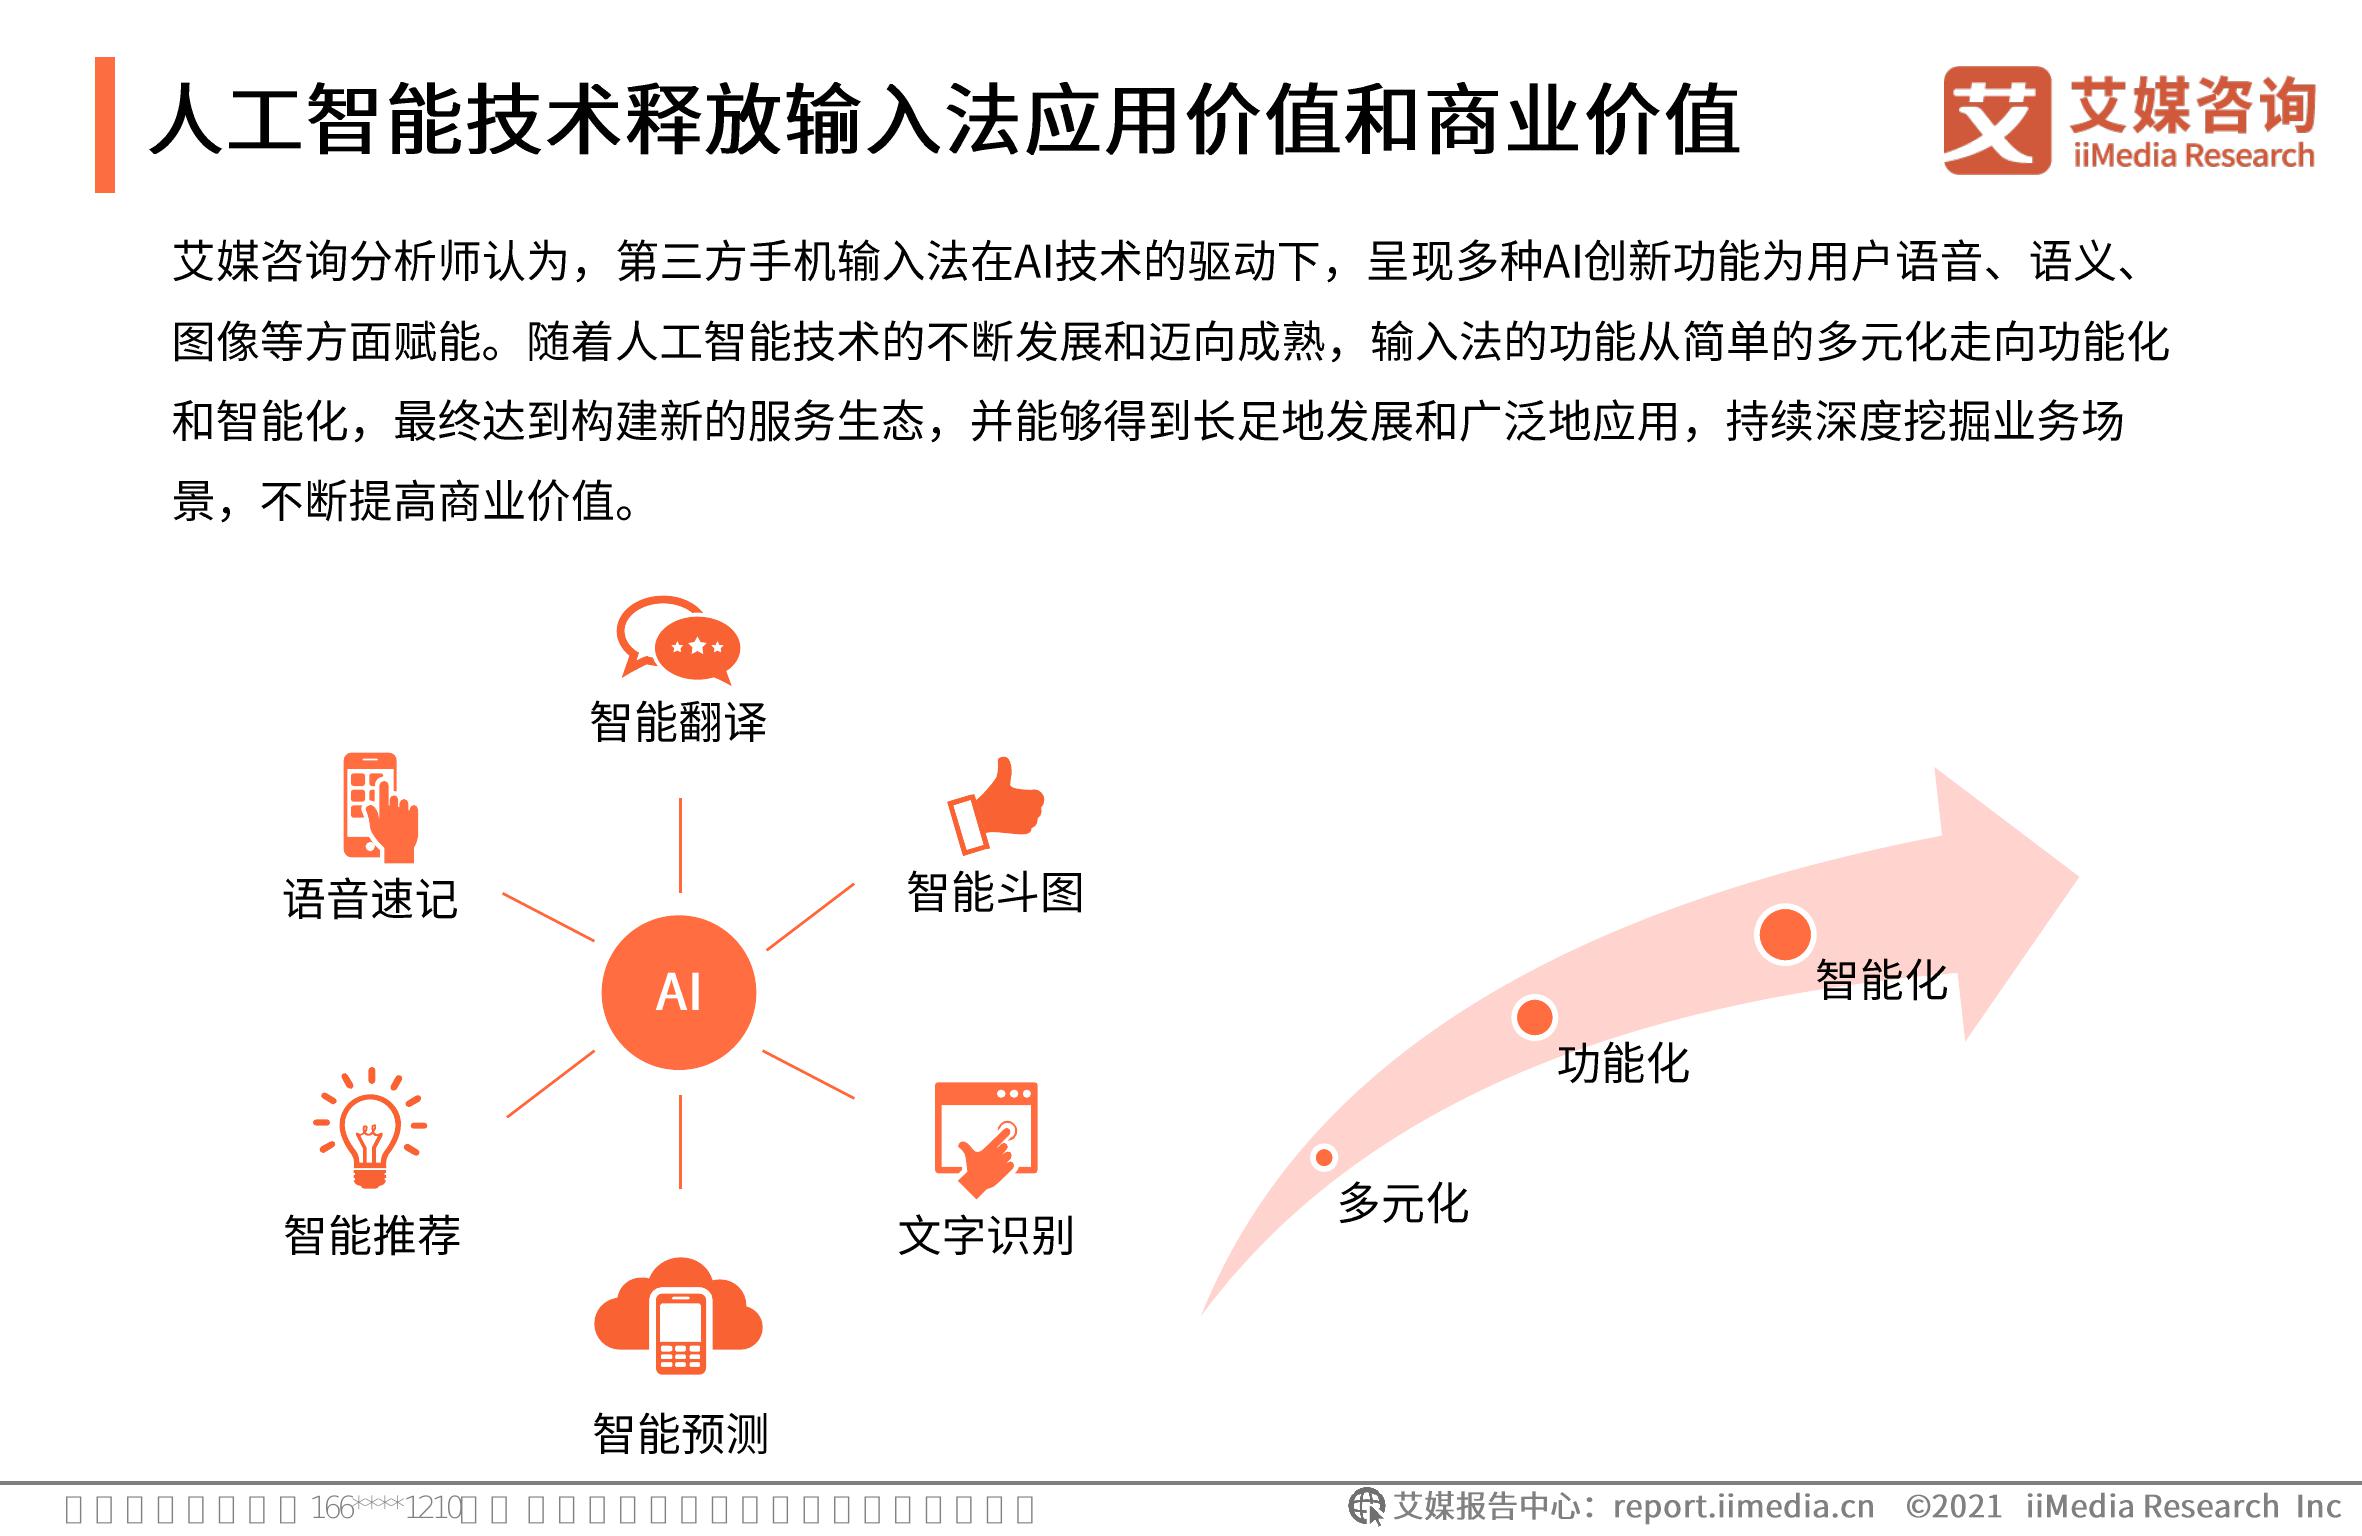 人工智能技术释放输入法应用价值和商业价值
艾 艾媒咨询
iiMedia Research
艾媒咨询分析师认为，第三方手机输入法在AI技术的驱动下，呈现多种AI创新功能为用户语音、语义、
图像等方面赋能。随着人工智能技术的不断发展和迈向成熟，输入法的功能从简单的多元化走向功能化
和智能化，最终达到构建新的服务生态，并能够得到长足地发展和广泛地应用，持续深度挖掘业务场
景，不断提高商业价值。
智能翻译
语音速记
智能斗图
AI
智能推荐
文字识别
智能预测
智能化
功能化
多元化
166****1210
艾媒报告中心：report.iimedia.cn ©2021 iiMedia Research Inc